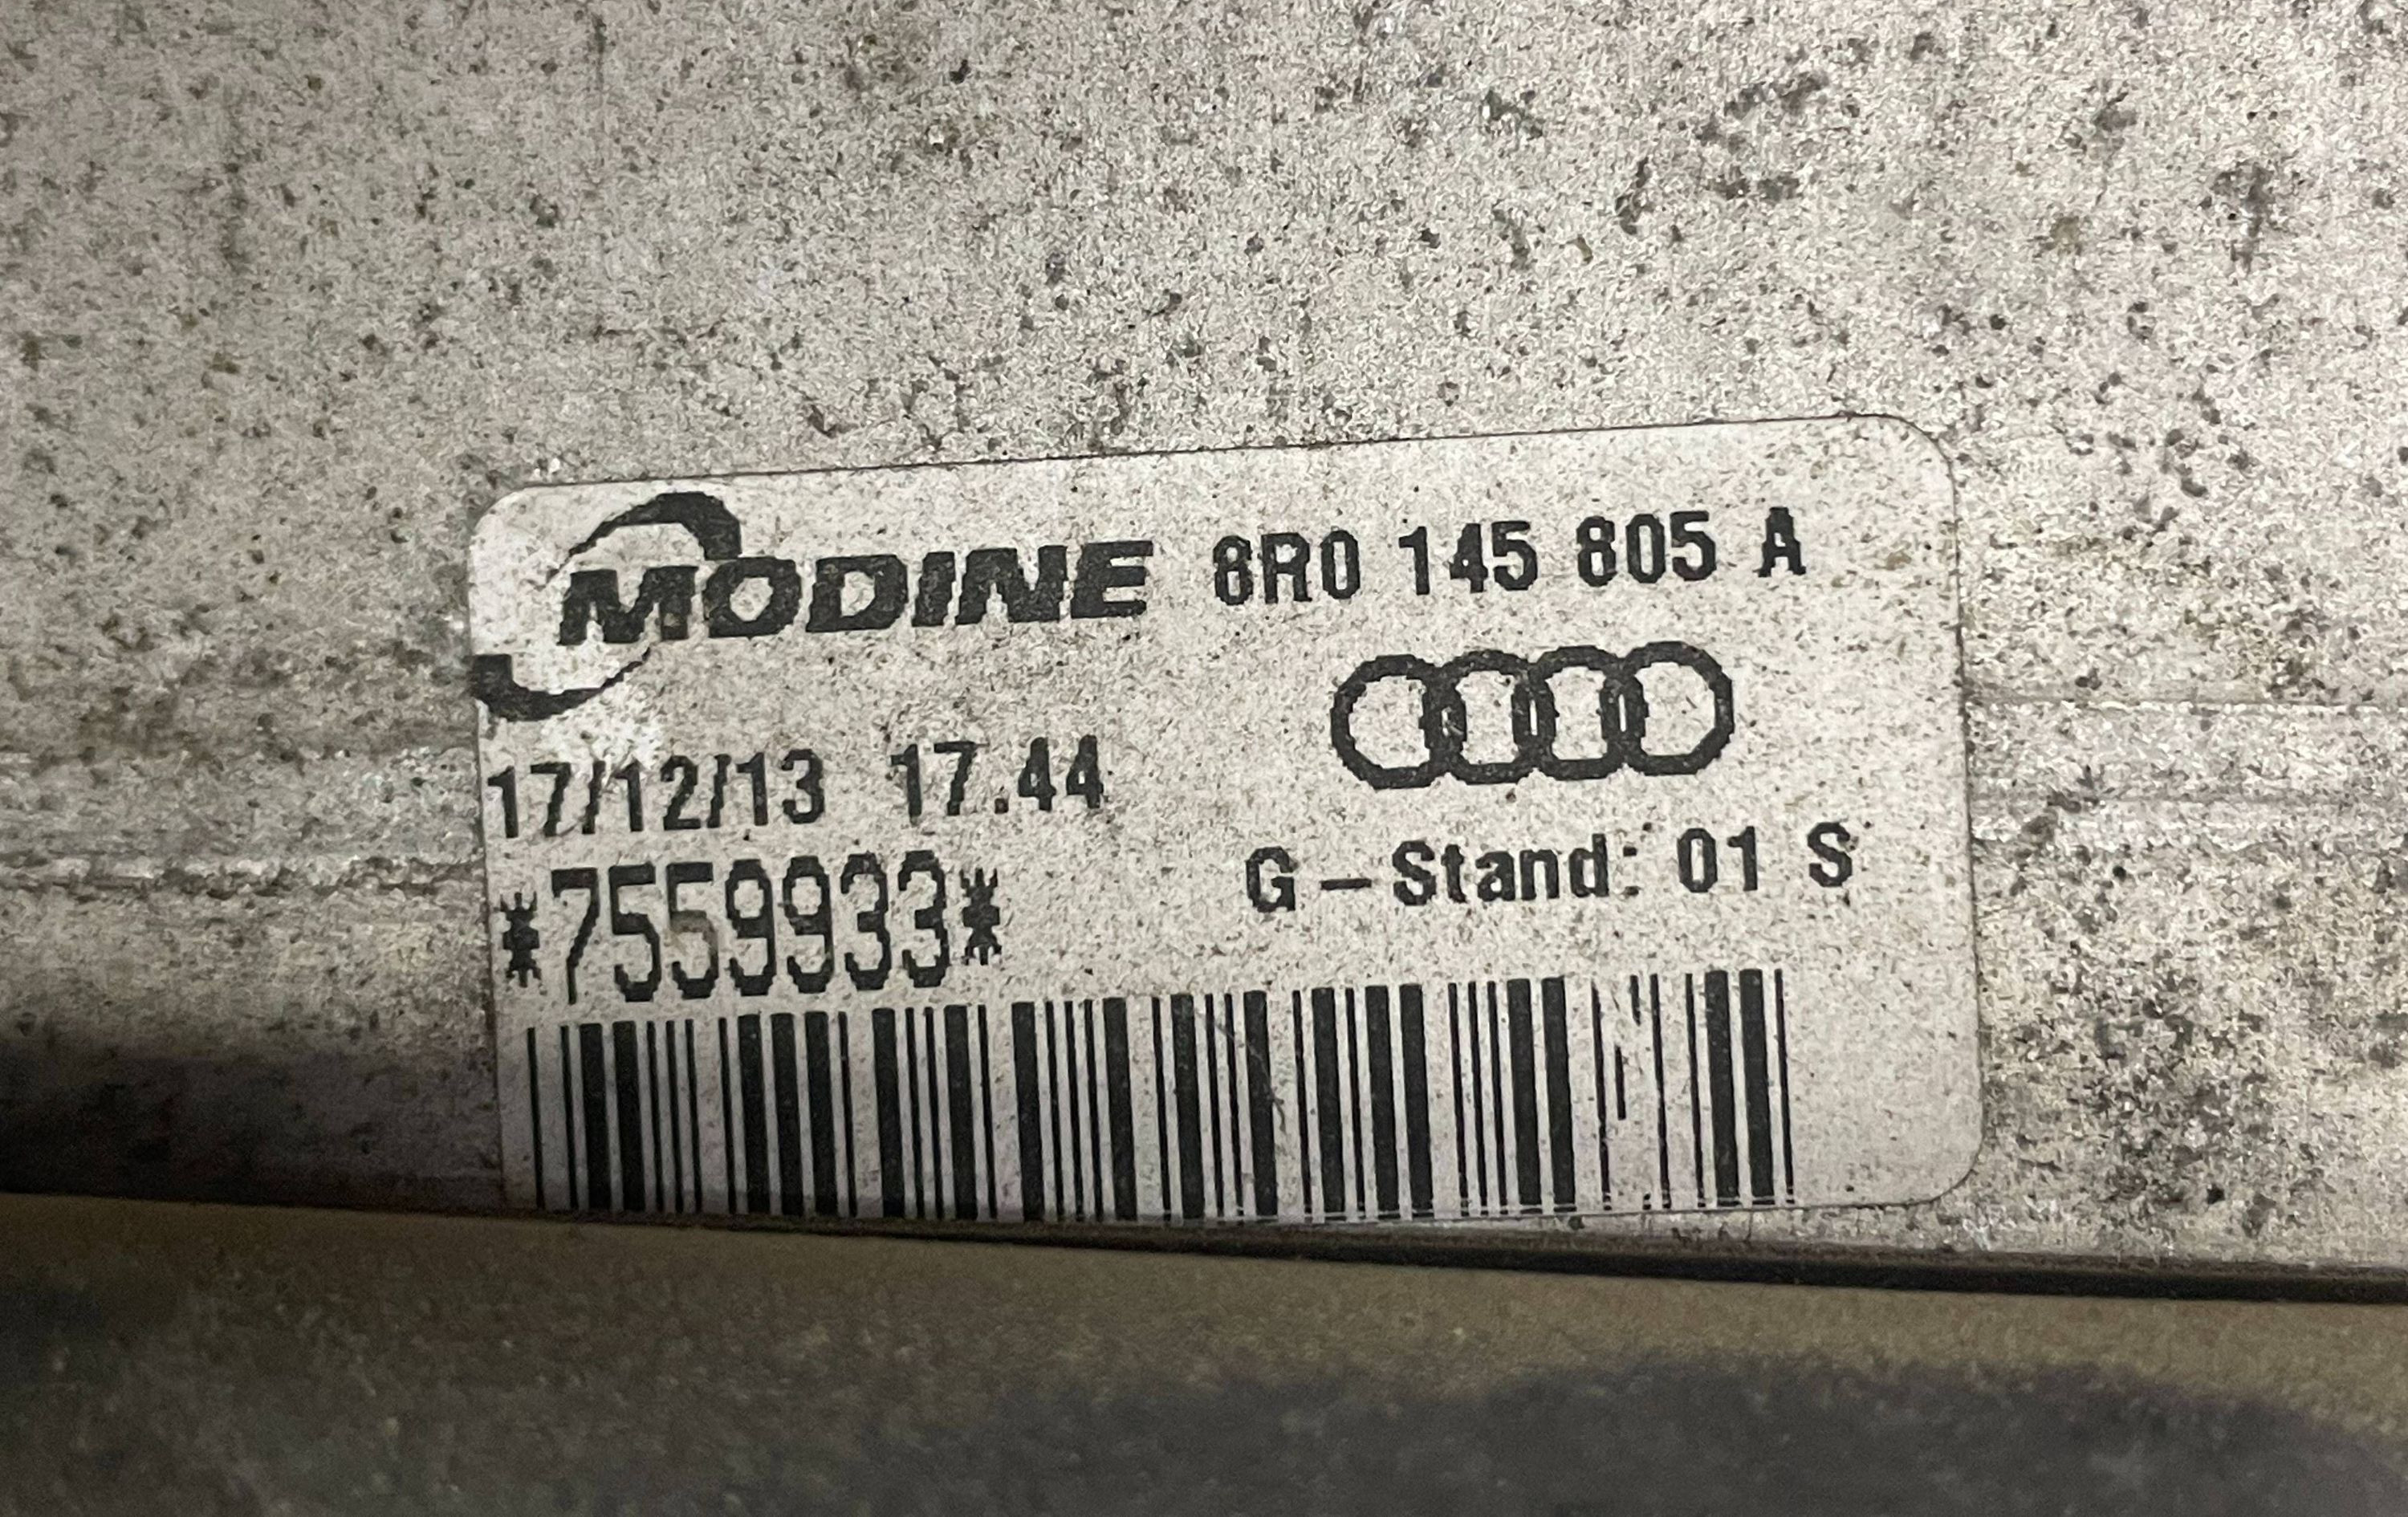 MODINE 8R0 145 805 A
17/12/13 17.44
G-Stand: 01 S
*7559933*